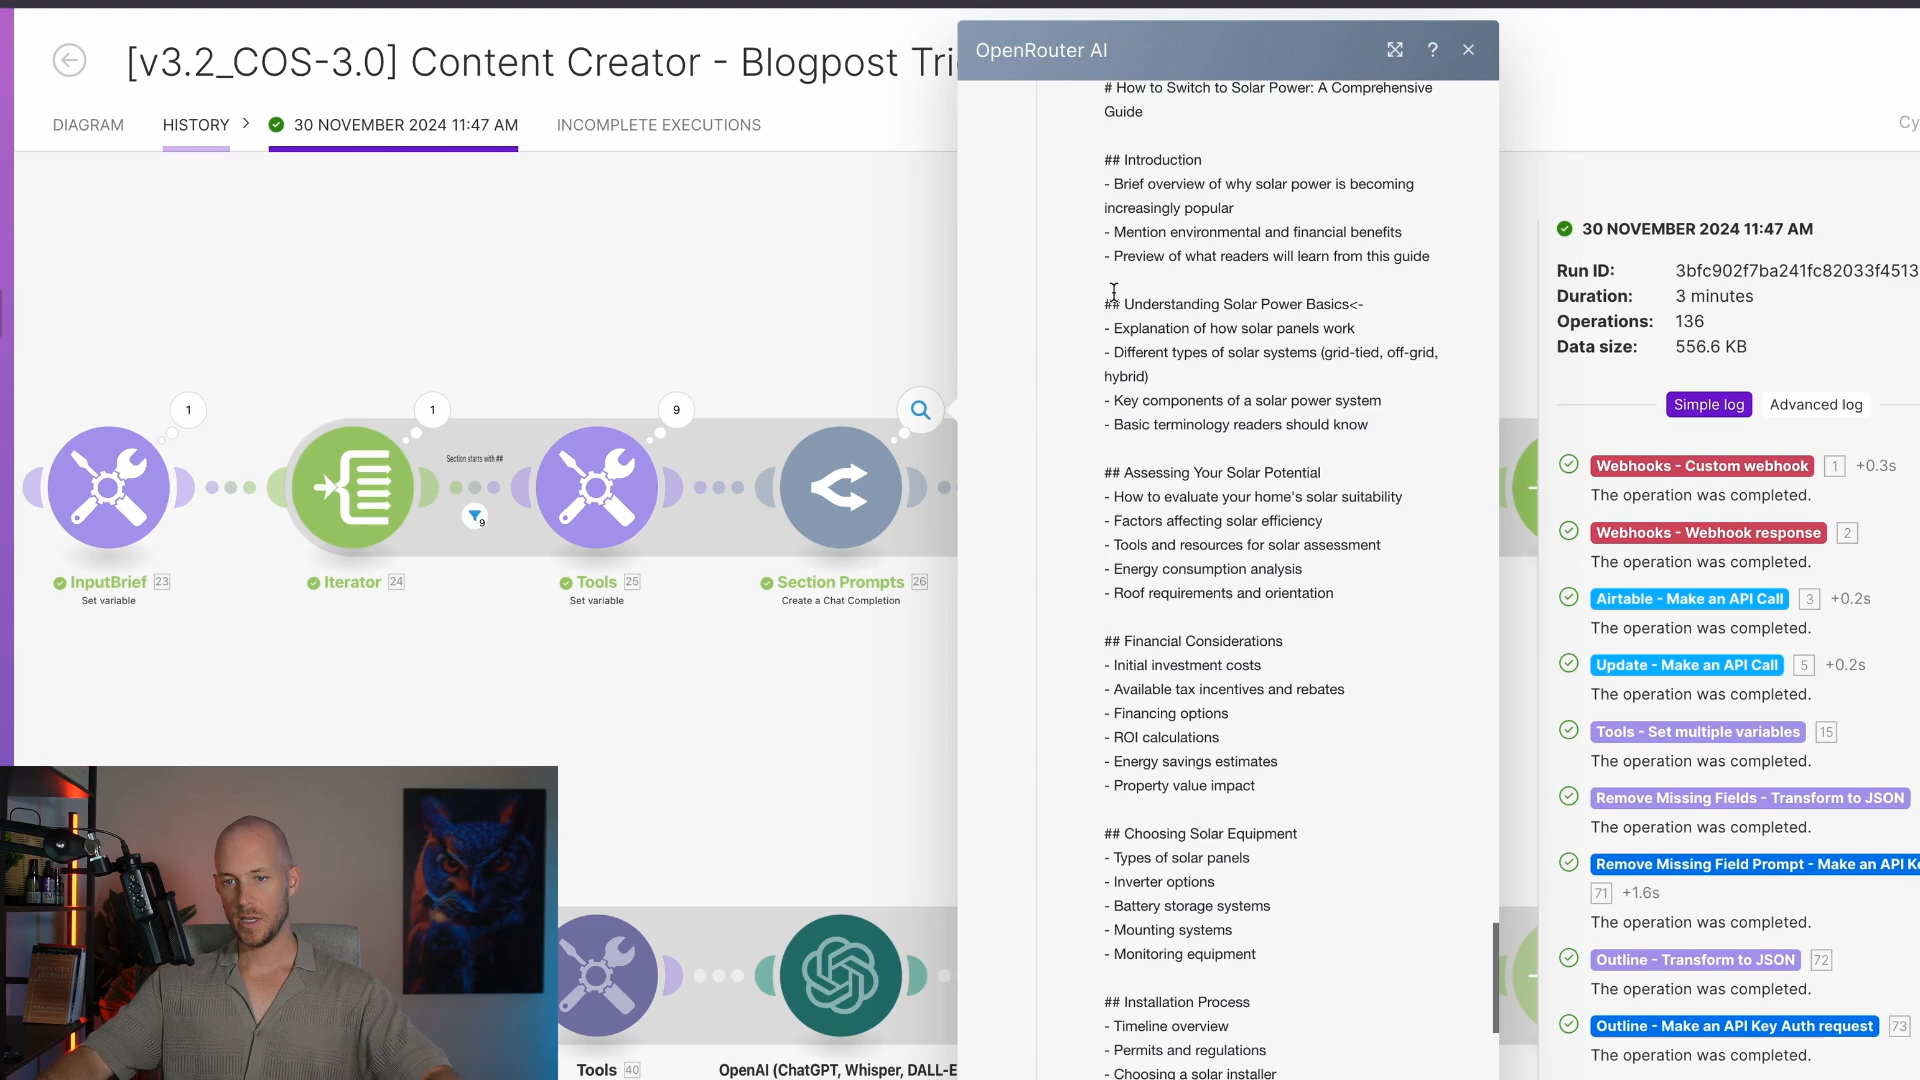 [v3.2_COS-3.0] Content Creator - Blogpost Tri
DIAGRAM
HISTORY
30 NOVEMBER 2024 11:47 AM
INCOMPLETE EXECUTIONS
Cy
OpenRouter AI
?
# How to Switch to Solar Power: A Comprehensive
Guide
## Introduction
- Brief overview of why solar power is becoming
increasingly popular
- Mention environmental and financial benefits
- Preview of what readers will learn from this guide
## Understanding Solar Power Basics<-
- Explanation of how solar panels work
- Different types of solar systems (grid-tied, off-grid,
hybrid)
- Key components of a solar power system
- Basic terminology readers should know
## Assessing Your Solar Potential
- How to evaluate your home's solar suitability
- Factors affecting solar efficiency
- Tools and resources for solar assessment
- Energy consumption analysis
- Roof requirements and orientation
## Financial Considerations
- Initial investment costs
- Available tax incentives and rebates
- Financing options
- ROI calculations
- Energy savings estimates
- Property value impact
## Choosing Solar Equipment
- Types of solar panels
- Inverter options
- Battery storage systems
- Mounting systems
- Monitoring equipment
## Installation Process
- Timeline overview
- Permits and regulations
- Choosing a solar installer
1
1
9
Section starts with ##
9
InputBrief 23
Set variable
Iterator 24
Tools 25
Set variable
Section Prompts 26
Create a Chat Completion
Tools 40
OpenAI (ChatGPT, Whisper, DALL-E
30 NOVEMBER 2024 11:47 AM
Run ID: 3bfc902f7ba241fc82033f4513
Duration: 3 minutes
Operations: 136
Data size: 556.6 KB
Simple log
Advanced log
Webhooks - Custom webhook 1 +0.3s
The operation was completed.
Webhooks - Webhook response 2
The operation was completed.
Airtable - Make an API Call 3 +0.2s
The operation was completed.
Update - Make an API Call 5 +0.2s
The operation was completed.
Tools - Set multiple variables 15
The operation was completed.
Remove Missing Fields - Transform to JSON
The operation was completed.
Remove Missing Field Prompt - Make an API Ke
71 +1.6s
The operation was completed.
Outline - Transform to JSON 72
The operation was completed.
Outline - Make an API Key Auth request 73
The operation was completed.